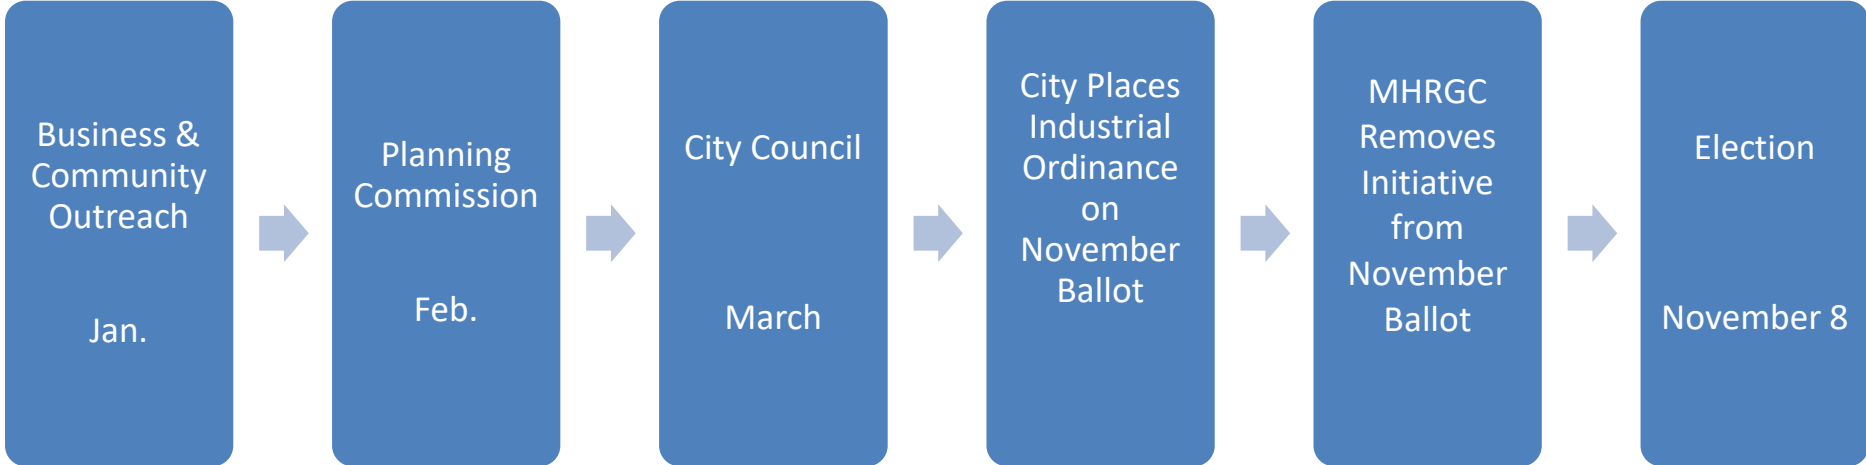 Business &
Community
Outreach
Jan.
Planning
Commission
Feb.
City Council
March
City Places
Industrial
Ordinance
on
November
Ballot
MHRGC
Removes
Initiative
from
November
Ballot
Election
November 8